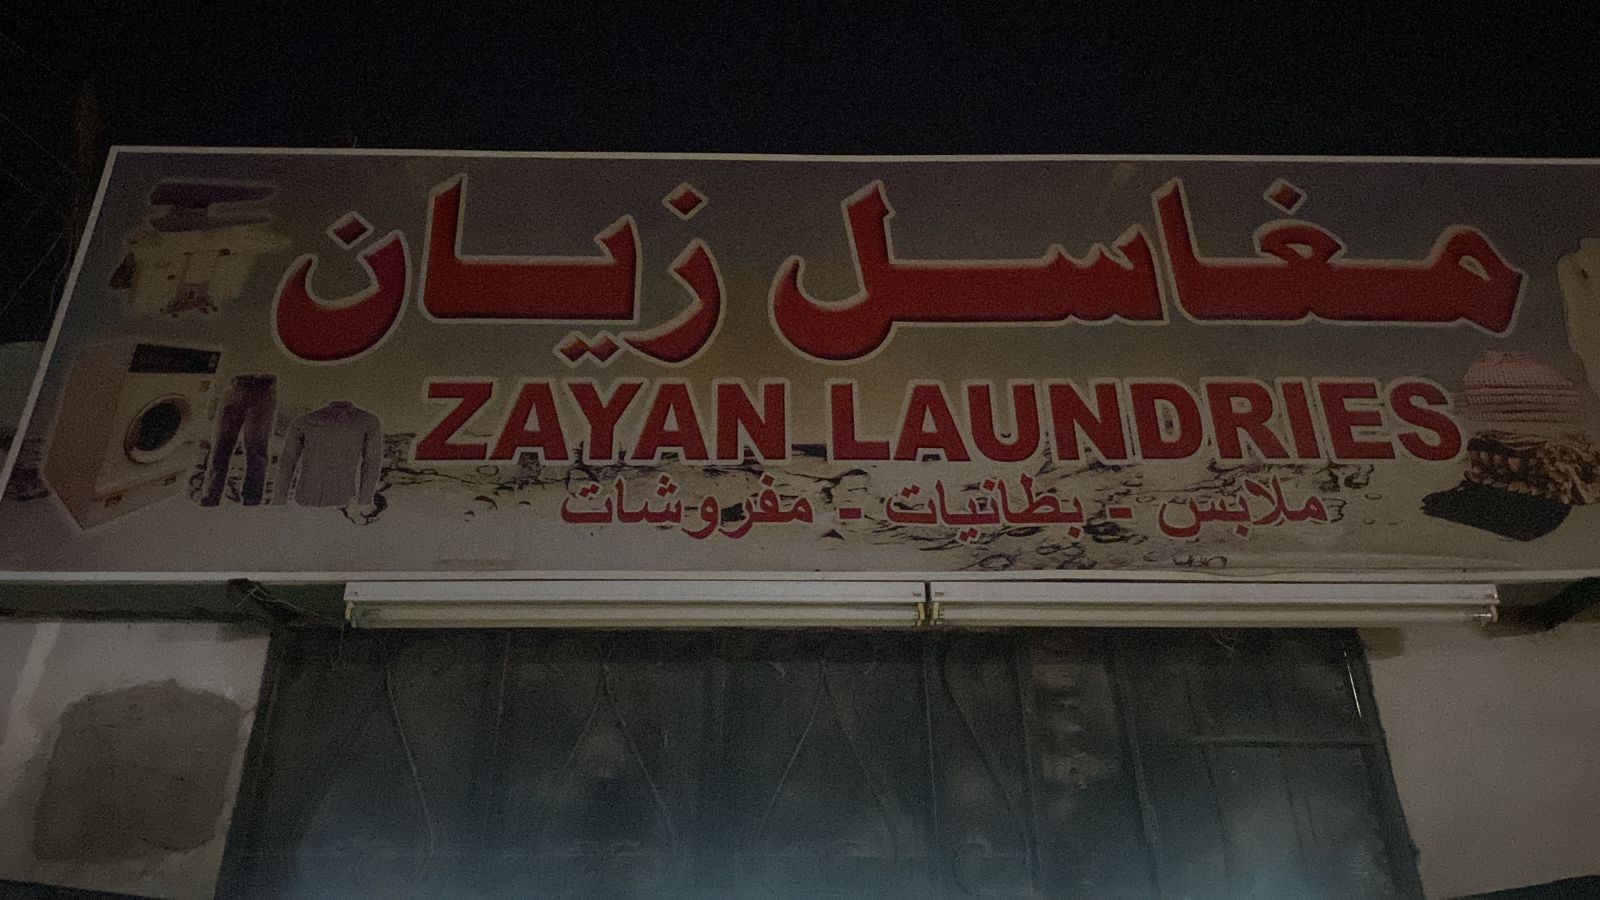 مغاسل زيان
ZAYAN LAUNDRIES
ملابس - بطانيات - مفروشات